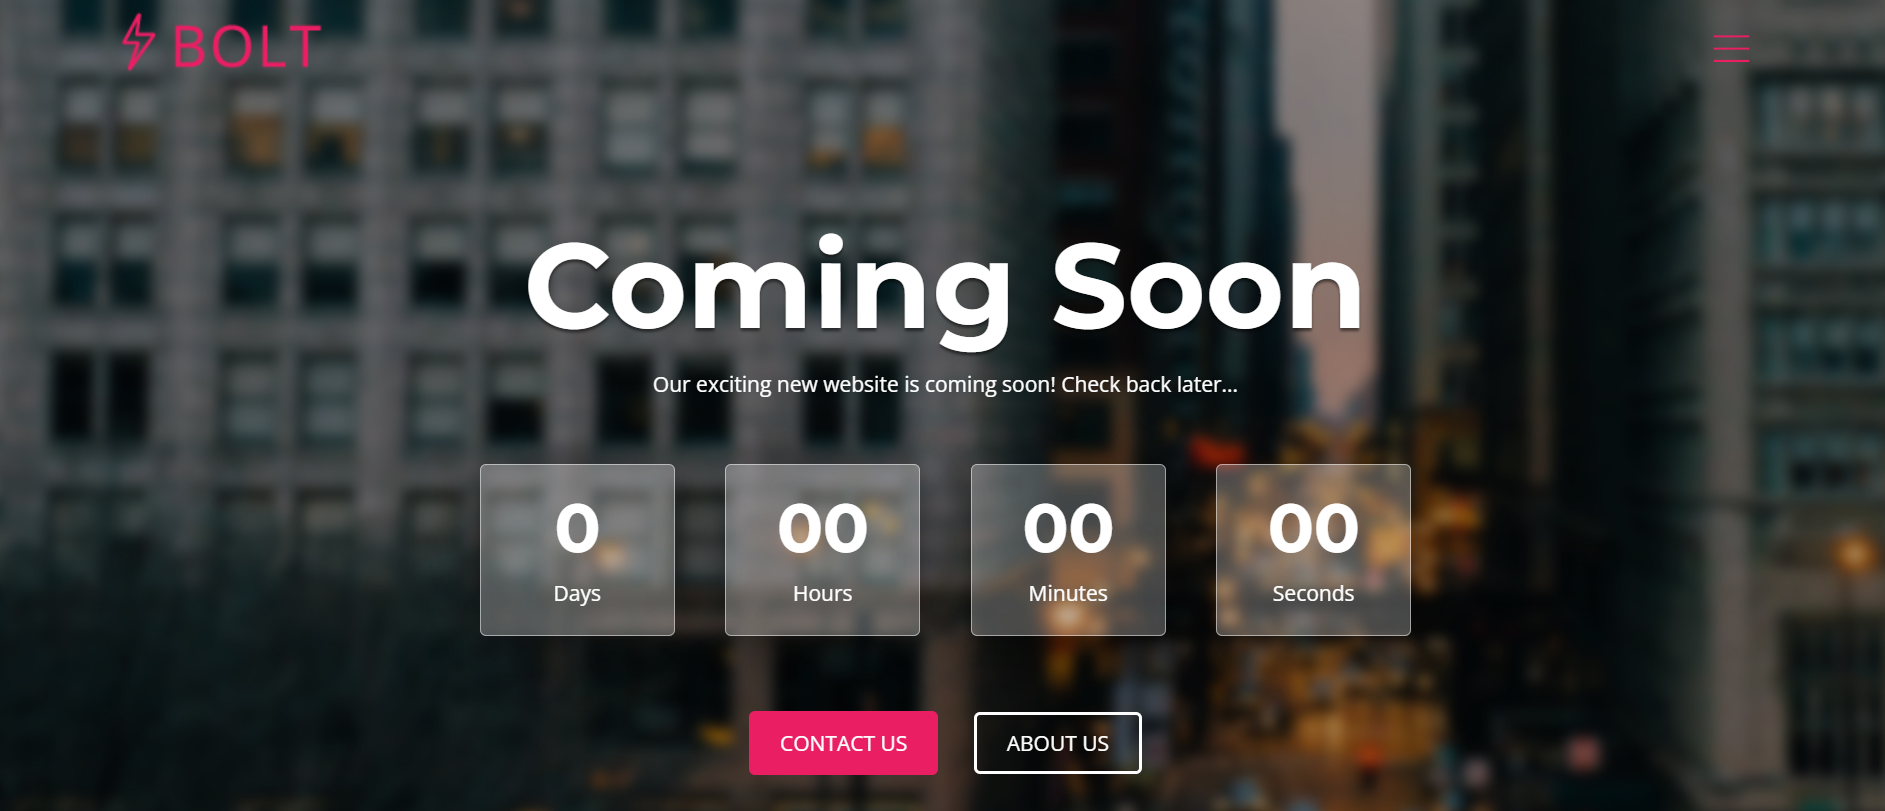 BOLT
Coming Soon
Our exciting new website is coming soon! Check back later...
0 00 00 00
Days Hours Minutes Seconds
CONTACT US ABOUT US